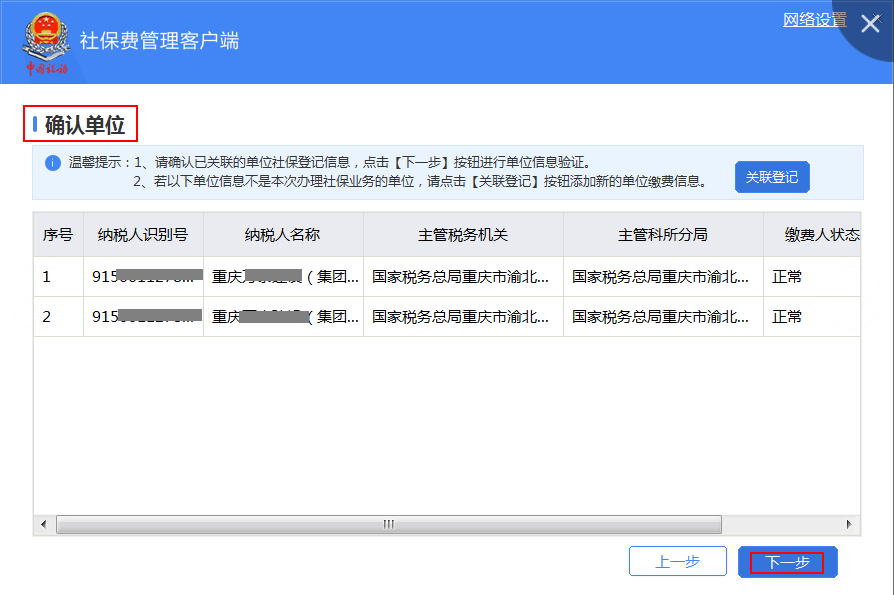 网络设置
社保费管理客户端
中国税务
确认单位
温馨提示：1、请确认已关联的单位社保登记信息，点击【下一步】按钮进行单位信息验证。
2、若以下单位信息不是本次办理社保业务的单位，请点击【关联登记】按钮添加新的单位缴费信息。
关联登记
序号 纳税人识别号 纳税人名称 主管税务机关 主管科所分局 缴费人状态
1 915 重庆 （集团... 国家税务总局重庆市渝北... 国家税务总局重庆市渝北... 正常
2 915 重庆 （集团... 国家税务总局重庆市渝北... 国家税务总局重庆市渝北... 正常
上一步 下一步